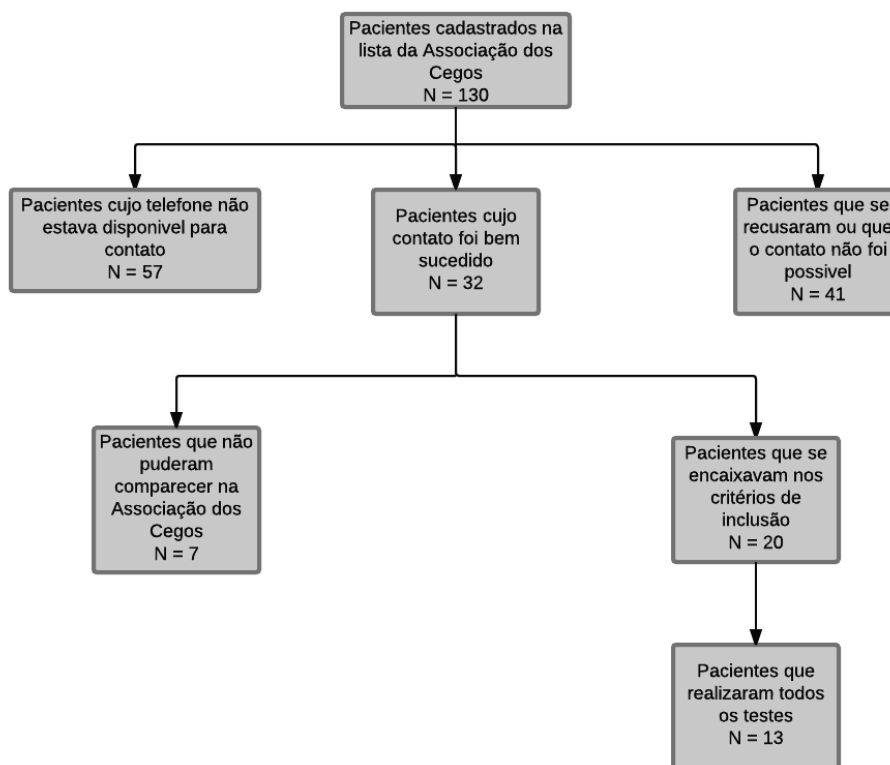 Pacientes cadastrados na
lista da Associação dos
Cegos
N = 130
Pacientes cujo telefone não
estava disponivel para
contato
N = 57
Pacientes cujo
contato foi bem
sucedido
N = 32
Pacientes que se
recusaram ou que
o contato não foi
possivel
N = 41
Pacientes que não
puderam
comparecer na
Associação dos
Cegos
N = 7
Pacientes que se
encaixavam nos
critérios de
inclusão
N = 20
Pacientes que
realizaram todos
os testes
N = 13